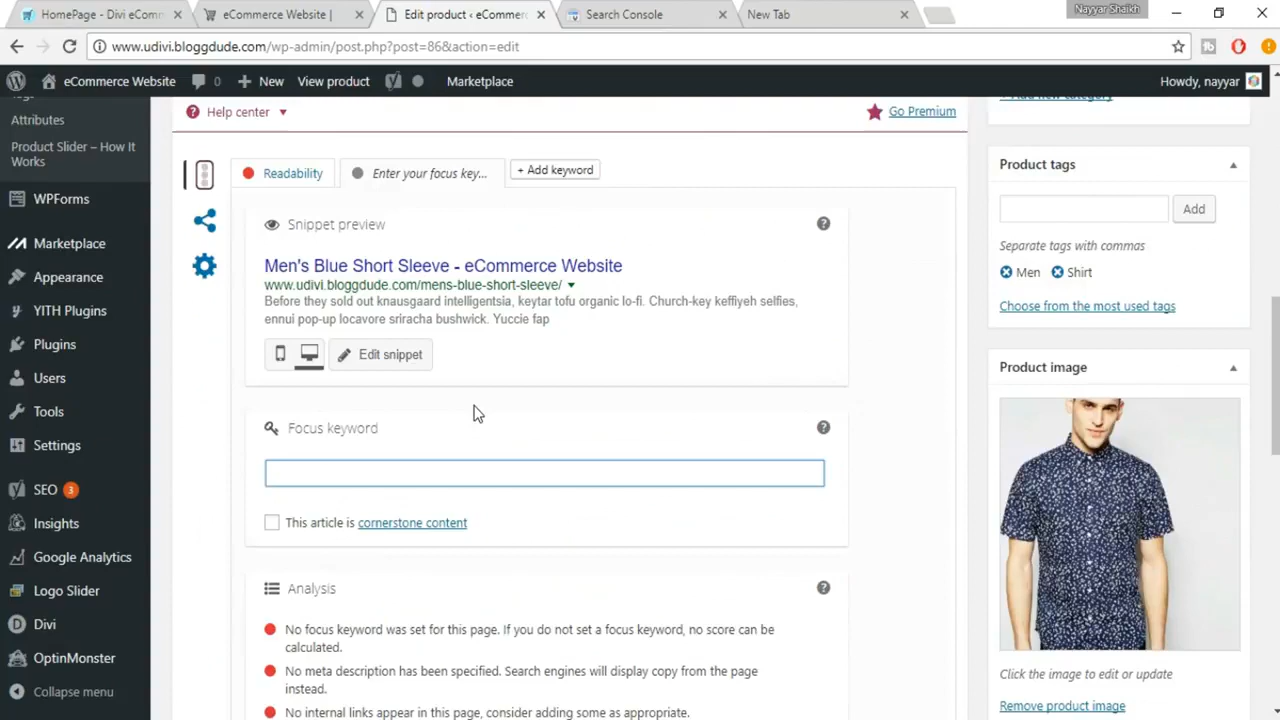 HomePage - Divi eComm
eCommerce Website |
Edit product ‹ eCommerc
Search Console
New Tab
Nayyar Shaikh
www.udivi.bloggdude.com/wp-admin/post.php?post=86&action=edit
eCommerce Website
0
New
View product
Marketplace
Howdy, nayyar
Attributes
Product Slider – How It
Works
WPForms
Marketplace
Appearance
YITH Plugins
Plugins
Users
Tools
Settings
SEO 3
Insights
Google Analytics
Logo Slider
Divi
OptinMonster
Collapse menu
Help center
Go Premium
Readability
Enter your focus key...
+ Add keyword
Snippet preview
Men's Blue Short Sleeve - eCommerce Website
www.udivi.bloggdude.com/mens-blue-short-sleeve/
Before they sold out knausgaard intelligentsia, keytar tofu organic lo-fi. Church-key keffiyeh selfies,
ennui pop-up locavore sriracha bushwick. Yuccie fap
Edit snippet
Focus keyword
This article is cornerstone content
Analysis
No focus keyword was set for this page. If you do not set a focus keyword, no score can be
calculated.
No meta description has been specified. Search engines will display copy from the page
instead.
No internal links appear in this page, consider adding some as appropriate.
+ Add new category
Product tags
Add
Separate tags with commas
Men
Shirt
Choose from the most used tags
Product image
Click the image to edit or update
Remove product image